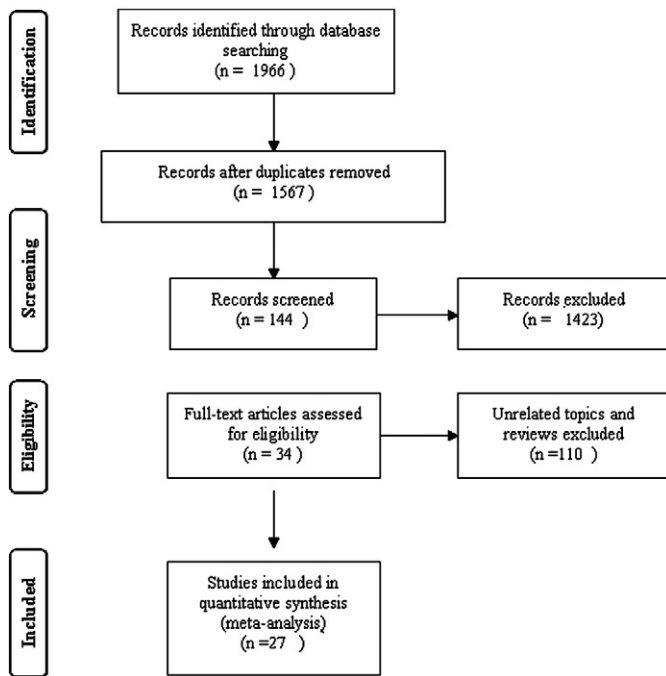 Identification
Records identified through database
searching
(n = 1966 )
Records after duplicates removed
(n = 1567 )
Screening
Records screened
(n = 144 )
Records excluded
(n = 1423)
Eligibility
Full-text articles assessed
for eligibility
(n = 34 )
Unrelated topics and
reviews excluded
(n =110 )
Included
Studies included in
quantitative synthesis
(meta-analysis)
(n =27 )